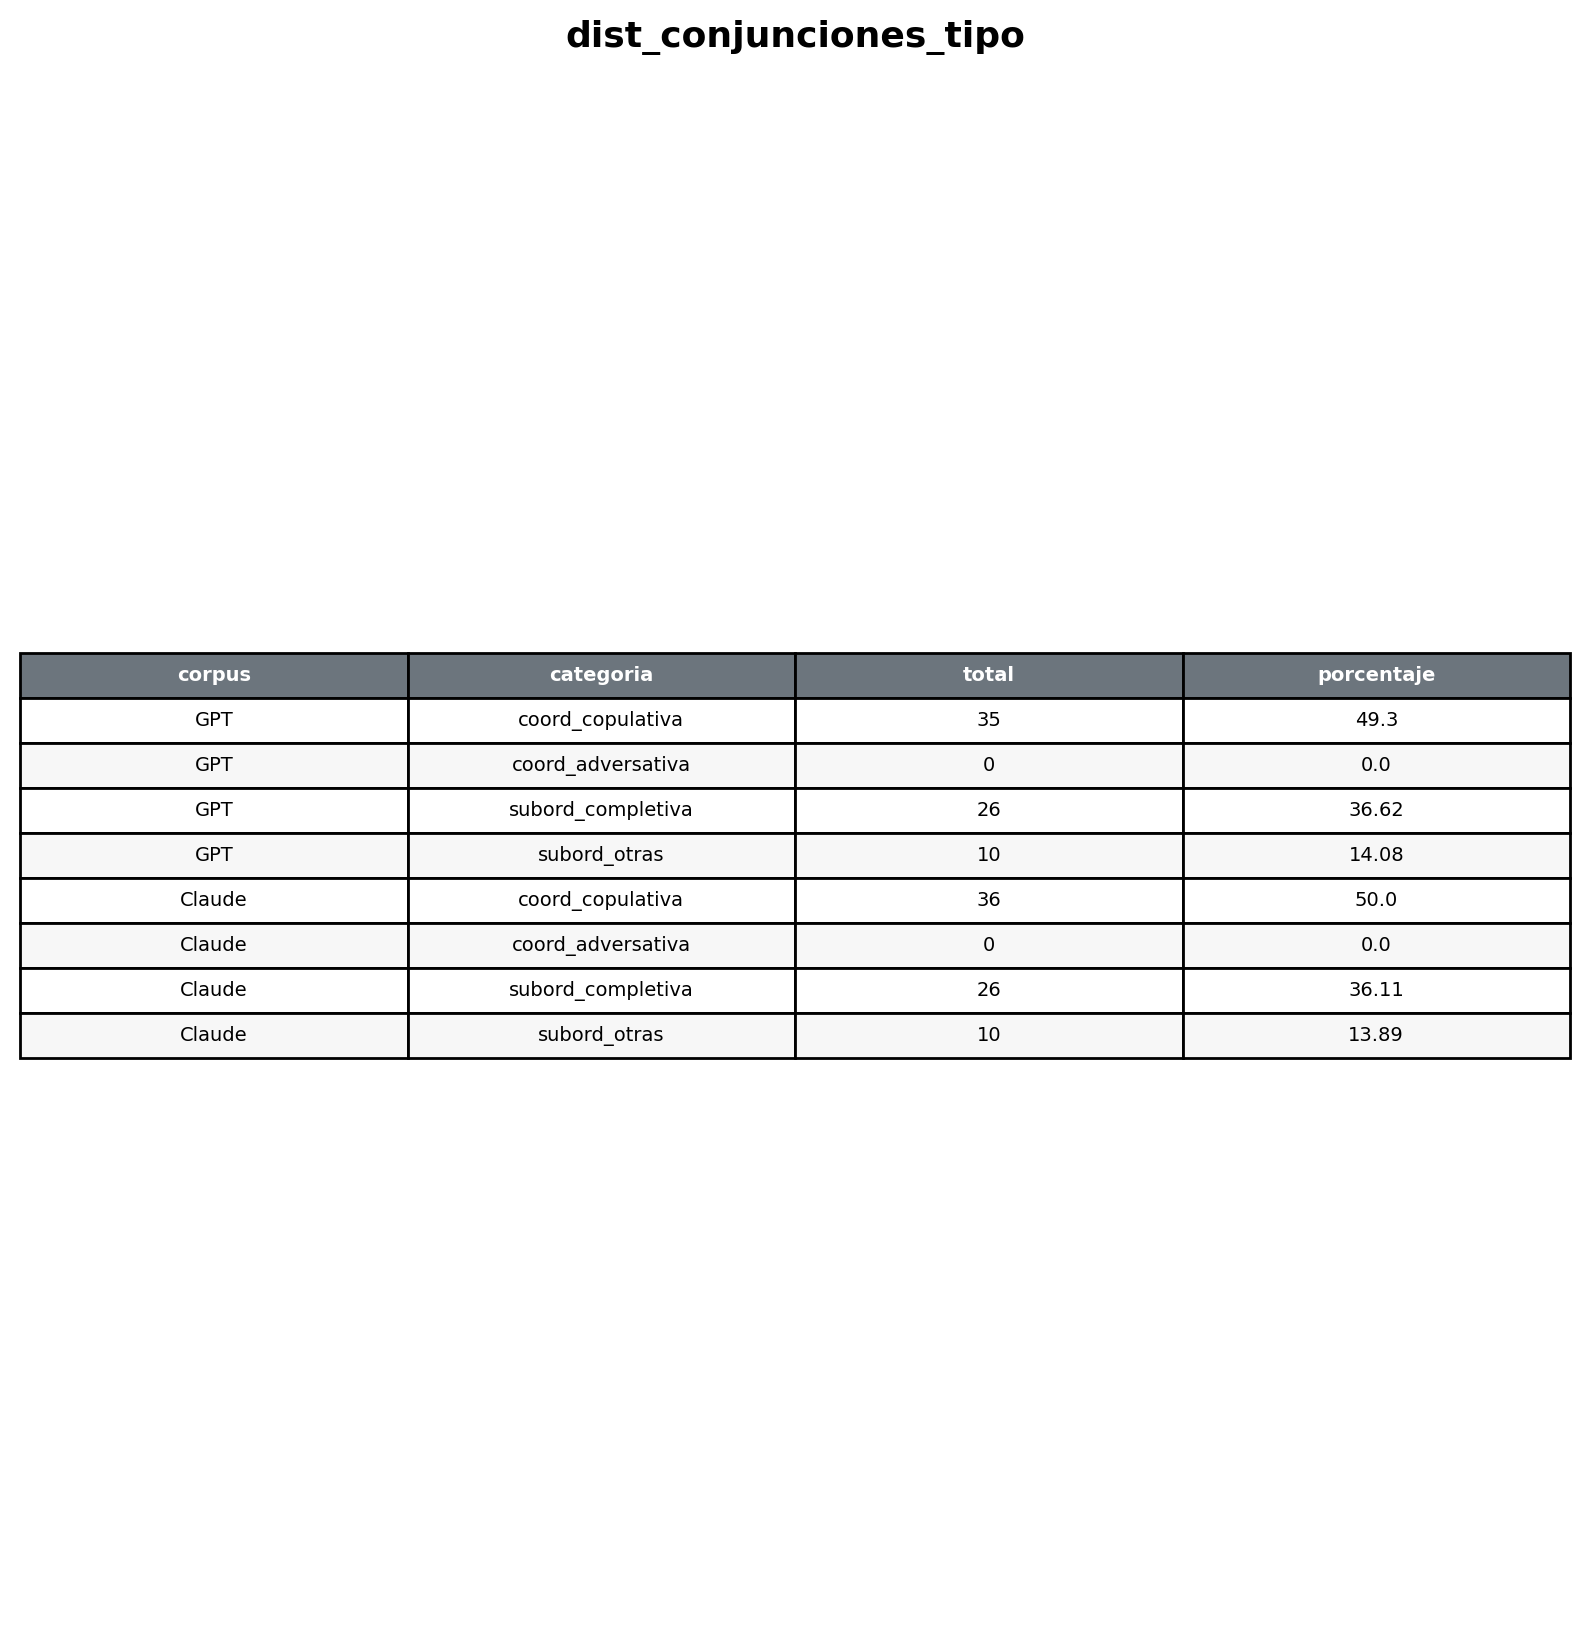 dist_conjunciones_tipo
corpus categoria total porcentaje
GPT coord_copulativa 35 49.3
GPT coord_adversativa 0 0.0
GPT subord_completiva 26 36.62
GPT subord_otras 10 14.08
Claude coord_copulativa 36 50.0
Claude coord_adversativa 0 0.0
Claude subord_completiva 26 36.11
Claude subord_otras 10 13.89